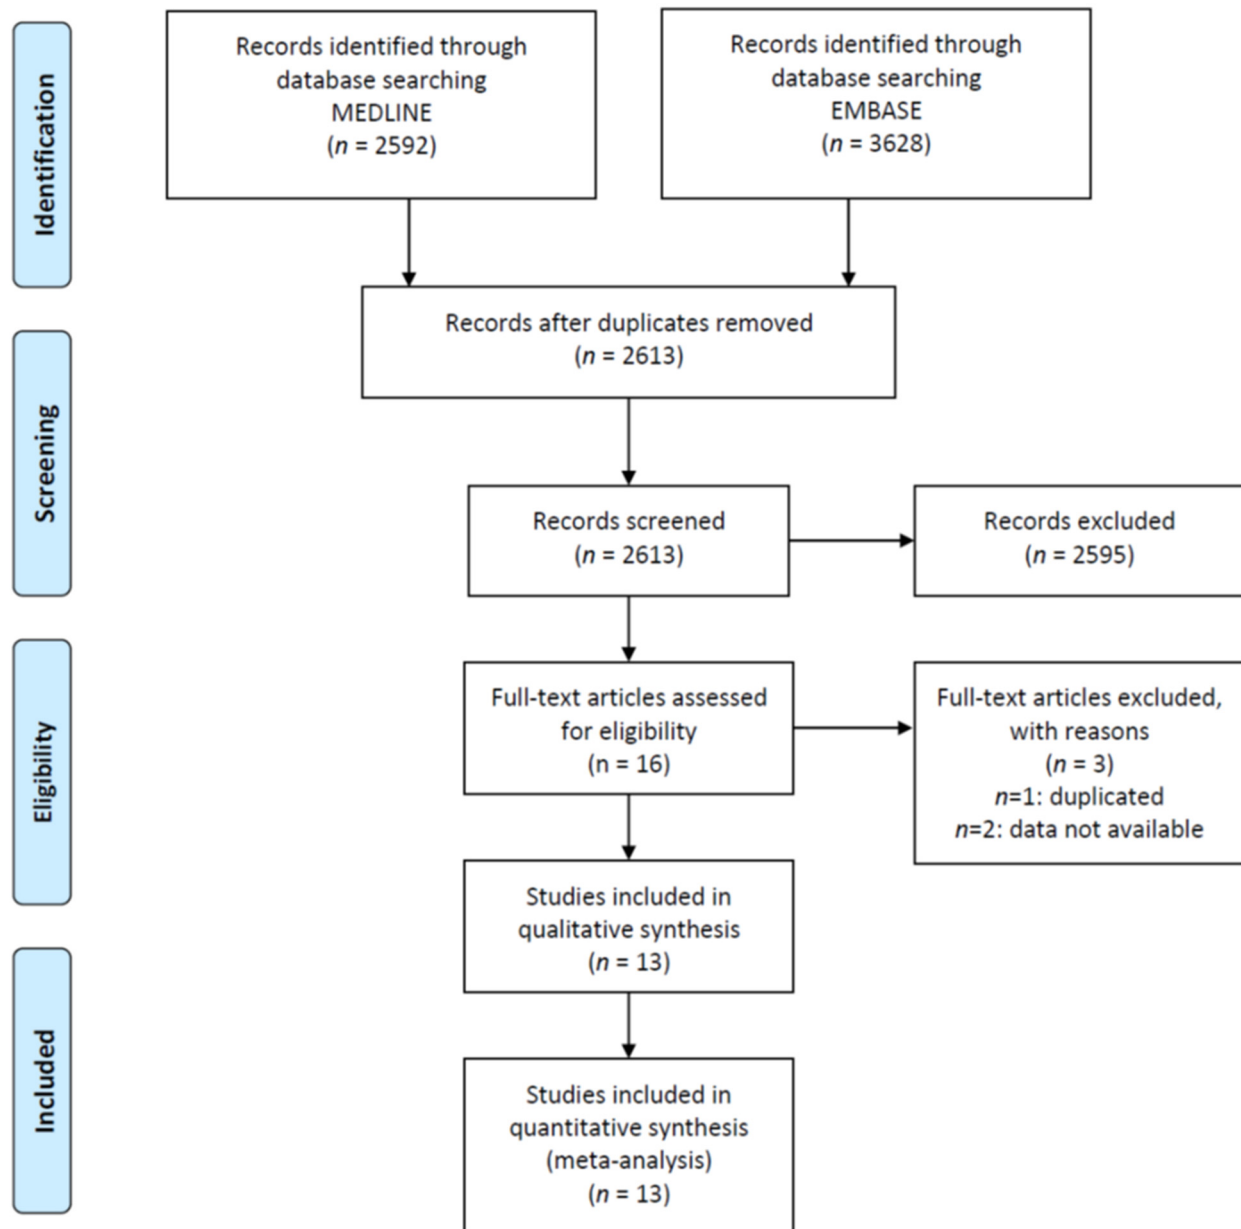 Identification
Records identified through
database searching
MEDLINE
(n = 2592)
Records identified through
database searching
EMBASE
(n = 3628)
Records after duplicates removed
(n = 2613)
Screening
Records screened
(n = 2613)
Records excluded
(n = 2595)
Eligibility
Full-text articles assessed
for eligibility
(n = 16)
Full-text articles excluded,
with reasons
(n = 3)
n=1: duplicated
n=2: data not available
Studies included in
qualitative synthesis
(n = 13)
Included
Studies included in
quantitative synthesis
(meta-analysis)
(n = 13)